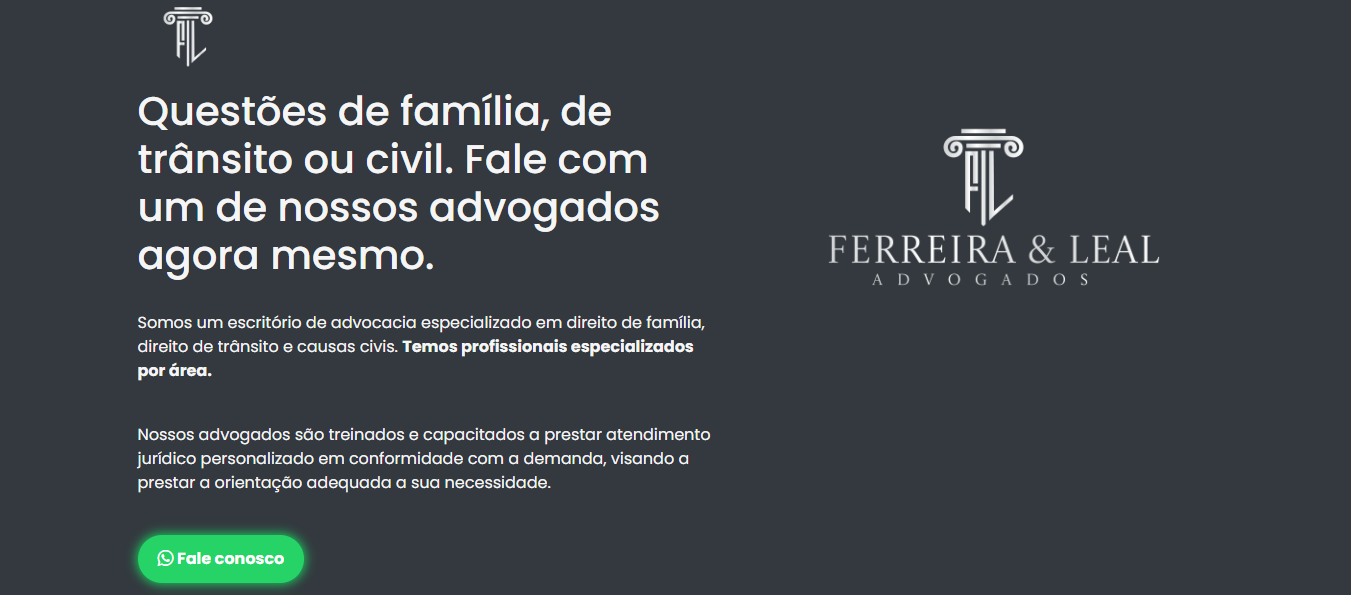 FL
Questões de família, de
trânsito ou civil. Fale com
um de nossos advogados
agora mesmo.
Somos um escritório de advocacia especializado em direito de família,
direito de trânsito e causas civis. Temos profissionais especializados
por área.
Nossos advogados são treinados e capacitados a prestar atendimento
jurídico personalizado em conformidade com a demanda, visando a
prestar a orientação adequada a sua necessidade.
Fale conosco
FL
FERREIRA & LEAL
ADVOGADOS